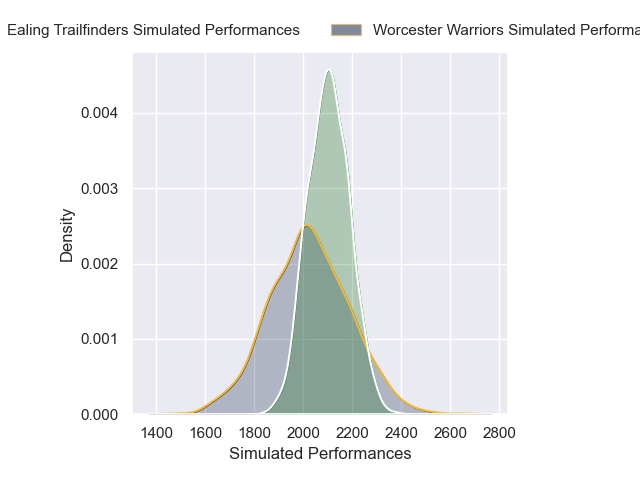 Ealing Trailfinders Simulated Performances
Worcester Warriors Simulated Performa
0.004
0.003
0.002
0.001
0.000
Density
1400 1600 1800 2000 2200 2400 2600 2800
Simulated Performances